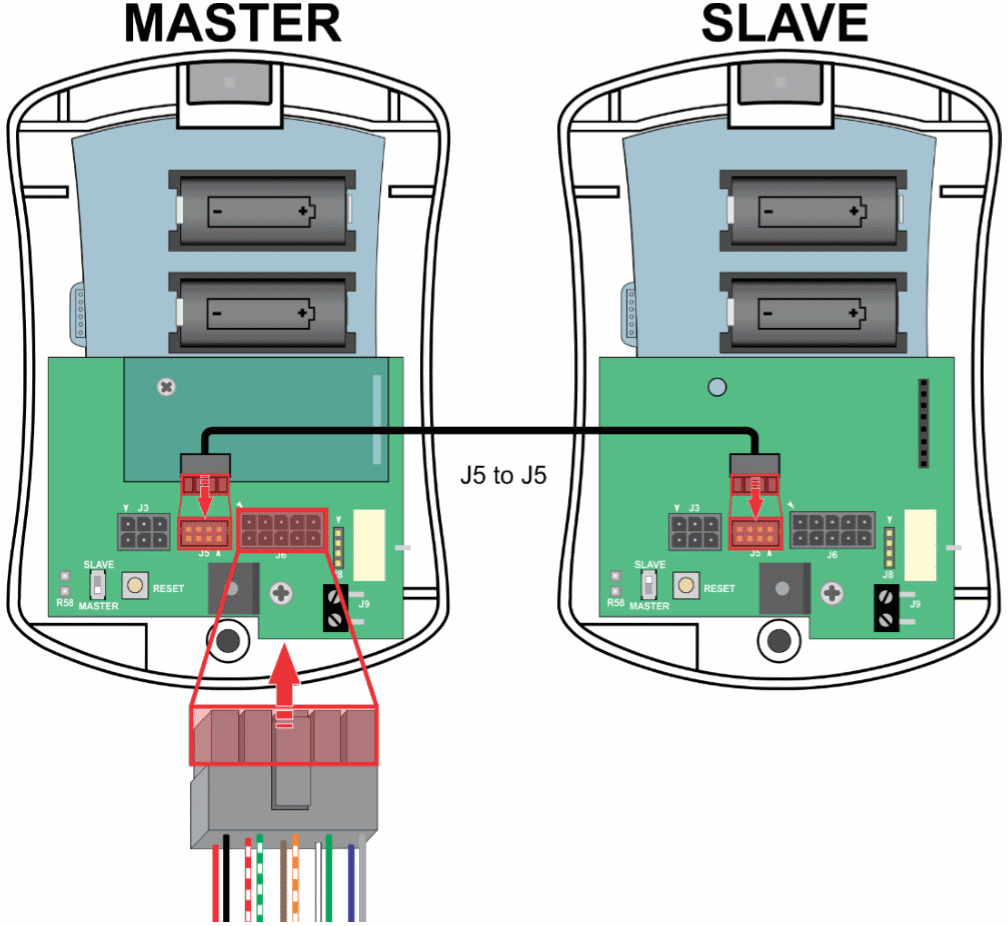 MASTER
SLAVE
- +
- +
- +
- +
J5 to J5
J3
J5
J6
J8
SLAVE
MASTER
R58
RESET
J9
J3
J5
J6
J8
SLAVE
MASTER
R58
RESET
J9